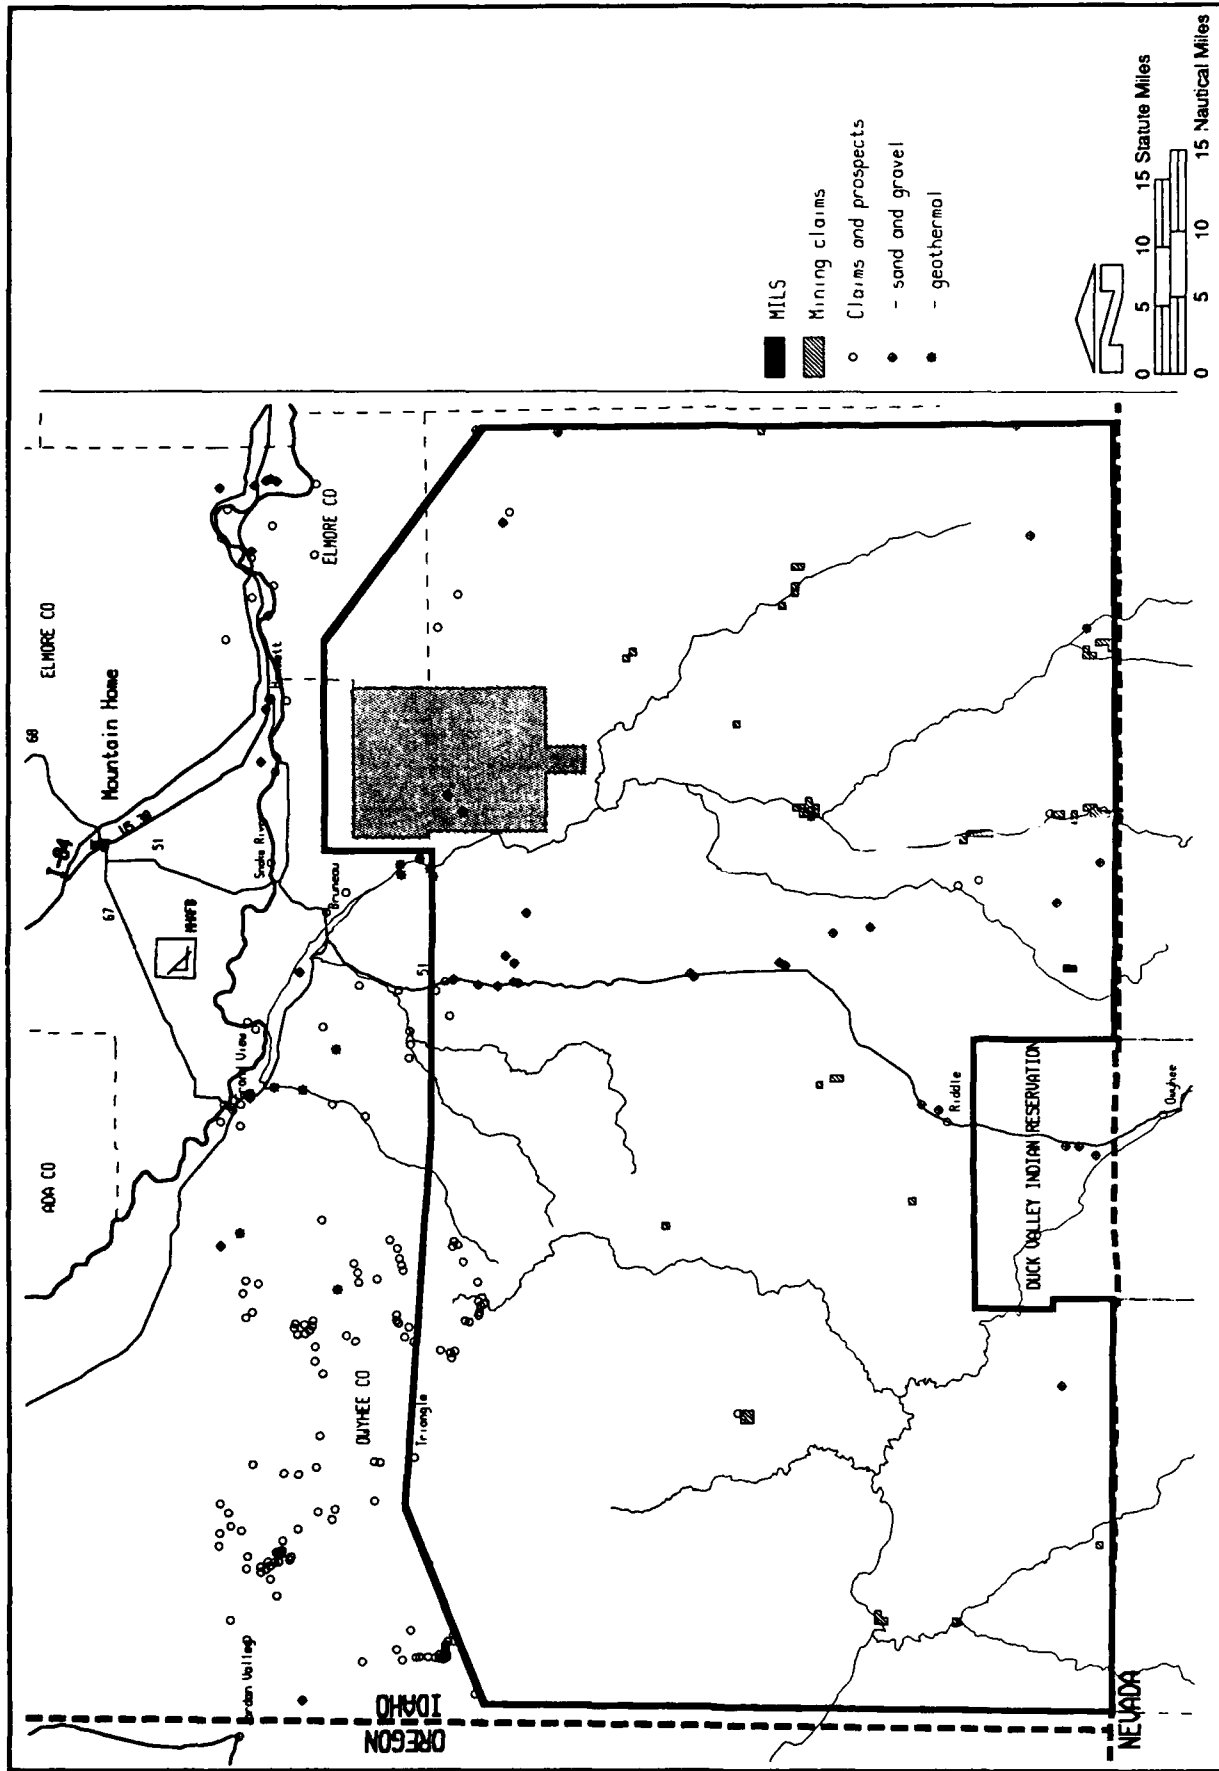 ADA CO
ELMORE CO
68
I-84
Mountain Home
15 30
51
67
MHAFB
Snake River
Hammett
ELMORE CO
Grand View
Bruneau
51
Jordan Valley
OWYHEE CO
Triangle
OREGON
IDAHO
Riddle
DUCK VALLEY INDIAN RESERVATION
Owyhee
NEVADA
MILS
Mining claims
Claims and prospects
- sand and gravel
- geothermal
N
0 5 10 15 Statute Miles
0 5 10 15 Nautical Miles